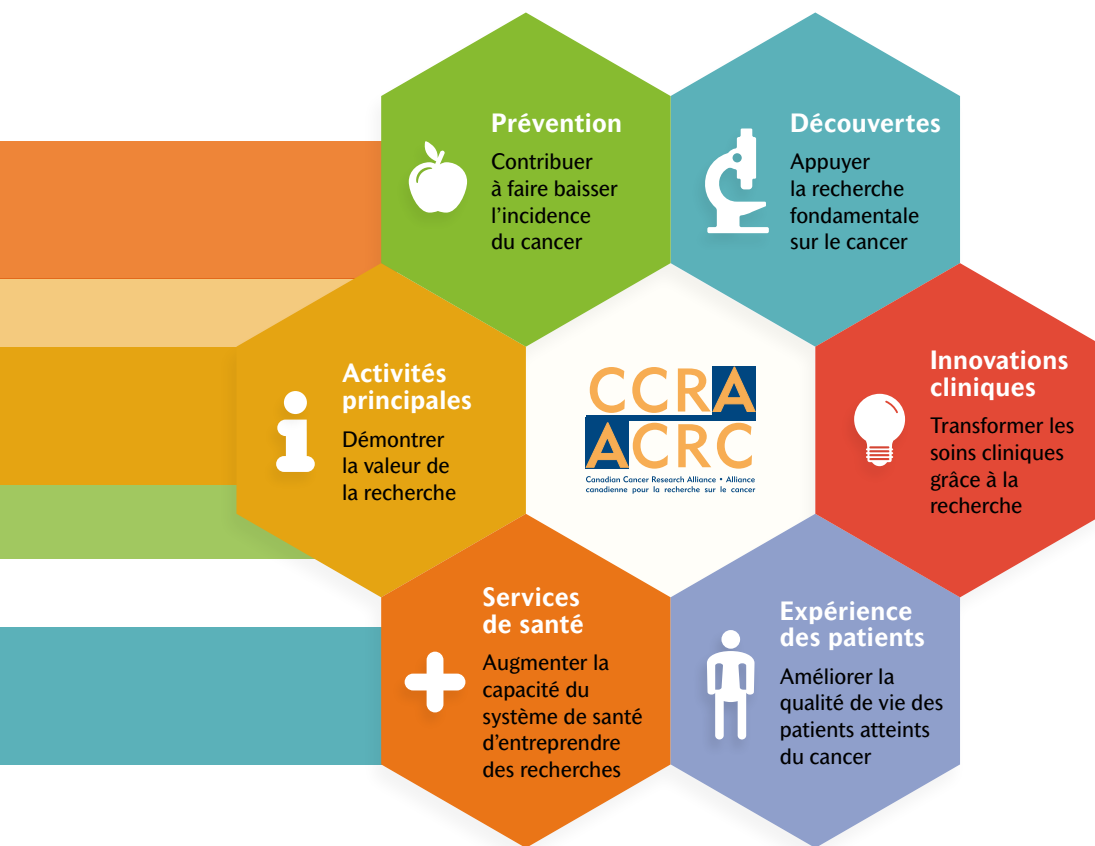 Prévention
Contribuer
à faire baisser
l’incidence
du cancer
Découvertes
Appuyer
la recherche
fondamentale
sur le cancer
Activités
principales
Démontrer
la valeur de
la recherche
CCRA
ACRC
Canadian Cancer Research Alliance • Alliance
canadienne pour la recherche sur le cancer
Innovations
cliniques
Transformer les
soins cliniques
grâce à la
recherche
Services
de santé
Augmenter la
capacité du
système de santé
d’entreprendre
des recherches
Expérience
des patients
Améliorer la
qualité de vie des
patients atteints
du cancer